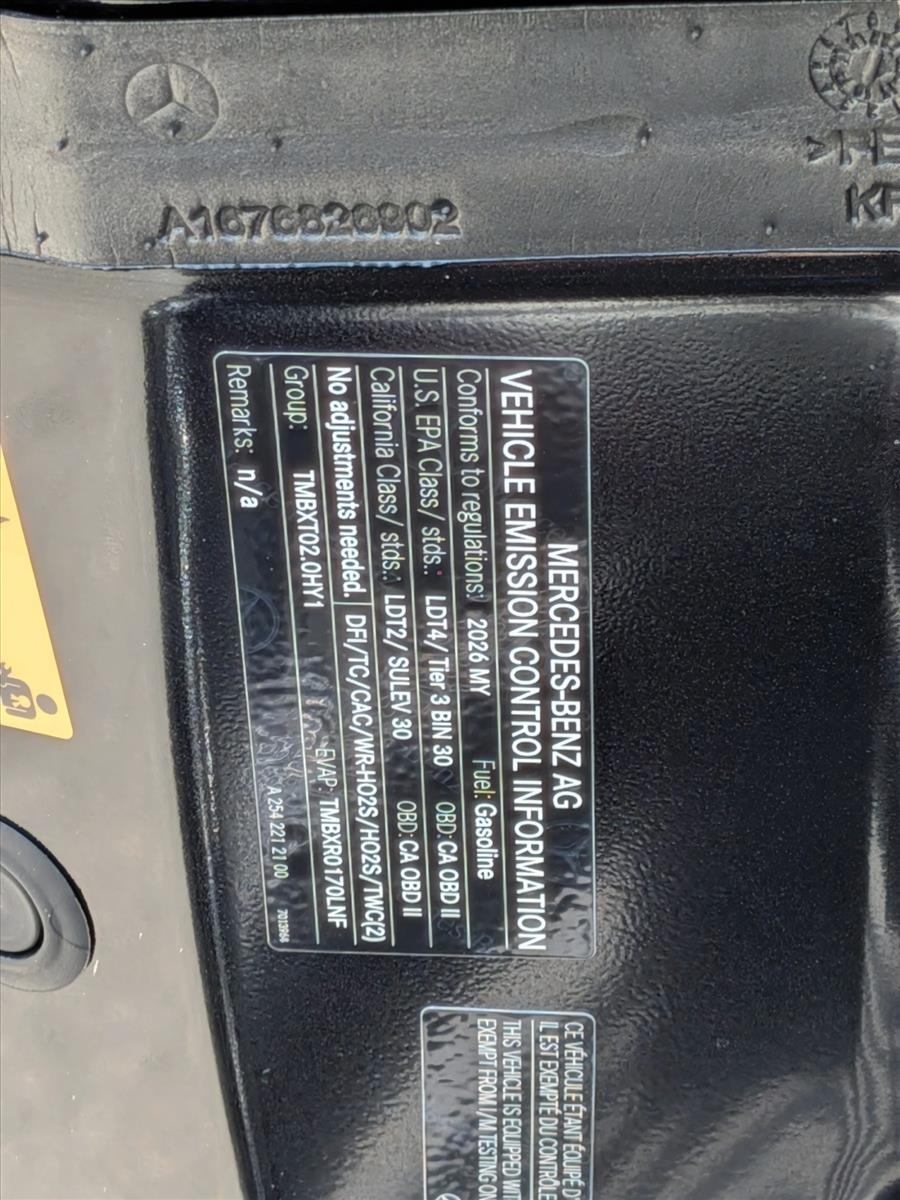 A1676820902
MERCEDES-BENZ AG
VEHICLE EMISSION CONTROL INFORMATION
Conforms to regulations: 2026 MY Fuel: Gasoline
U.S. EPA Class/ stds.: LDT4/ Tier 3 BIN 30 OBD: CA OBD II
California Class/ stds.: LDT2/ SULEV 30 OBD: CA OBD II
No adjustments needed. DFI/TC/CAC/WR-HO2S/HO2S/TWC(2)
Group: TMBXT02.0HY1 EVAP: TMBXR0170LNF
Remarks: n/a A 254 221 21 00 7013964
CE VÉHICULE ÉTANT ÉQUIPÉ
IL EST EXEMPTÉ DU CONTRÔLE
THIS VEHICLE IS EQUIPPED WITH
EXEMPT FROM I/M TESTING ON